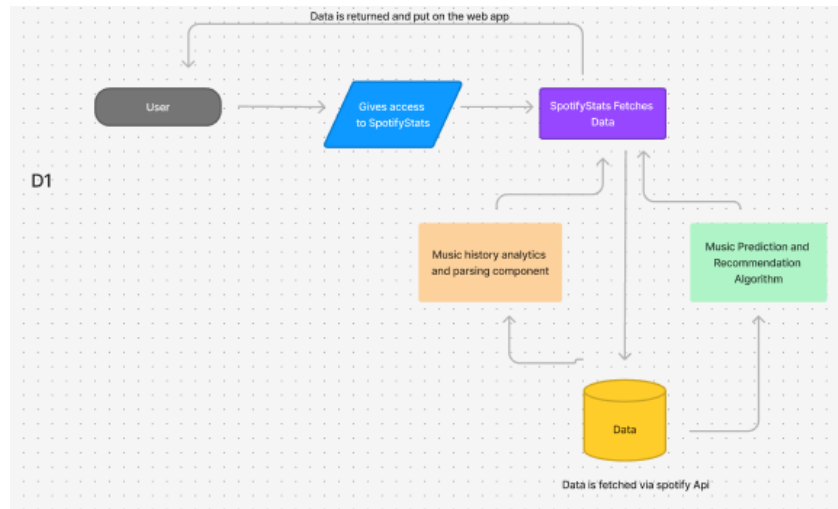 Data is returned and put on the web app
User
Gives access
to SpotifyStats
SpotifyStats Fetches
Data
D1
Music history analytics
and parsing component
Music Prediction and
Recommendation
Algorithm
Data
Data is fetched via spotify Api